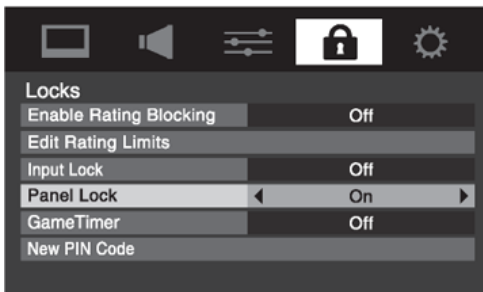 Locks
Enable Rating Blocking Off
Edit Rating Limits
Input Lock Off
Panel Lock On
GameTimer Off
New PIN Code